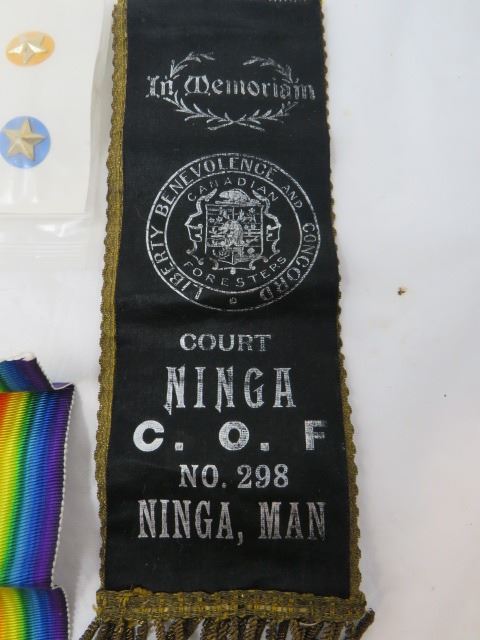 In Memoriam
LIBERTY BENEVOLENCE AND CONCORD
CANADIAN
FORESTERS
COURT
NINGA
C. O. F
NO. 298
NINGA, MAN